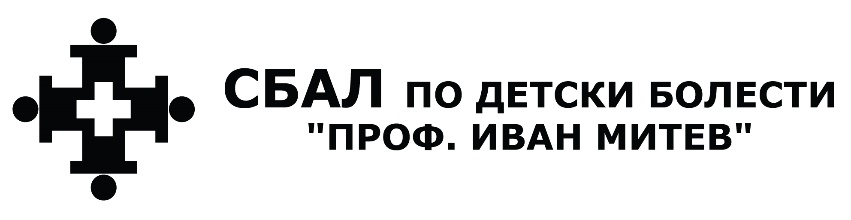 СБАЛ ПО ДЕТСКИ БОЛЕСТИ
"ПРОФ. ИВАН МИТЕВ"